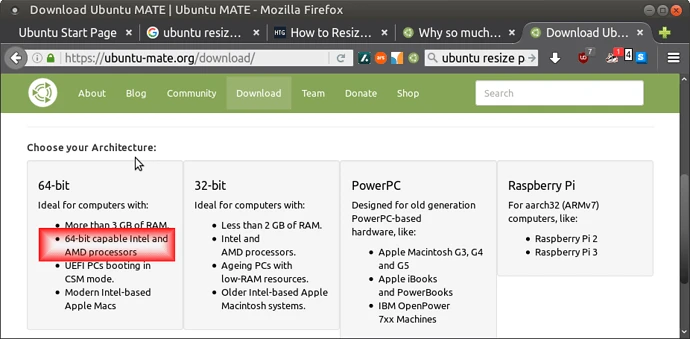 Download Ubuntu MATE | Ubuntu MATE - Mozilla Firefox
Ubuntu Start Page
ubuntu resiz...
HTG How to Resiz...
Why so much...
Download Ub...
https://ubuntu-mate.org/download/
ubuntu resize p
7
1
4
S
About
Blog
Community
Download
Team
Donate
Shop
Search
Choose your Architecture:
64-bit
Ideal for computers with:
More than 3 GB of RAM.
64-bit capable Intel and
AMD processors
UEFI PCs booting in
CSM mode.
Modern Intel-based
Apple Macs
32-bit
Ideal for computers with:
Less than 2 GB of RAM.
Intel and
AMD processors.
Ageing PCs with
low-RAM resources.
Older Intel-based Apple
Macintosh systems.
PowerPC
Designed for old generation
PowerPC-based
hardware, like:
Apple Macintosh G3, G4
and G5
Apple iBooks
and PowerBooks
IBM OpenPower
7xx Machines
Raspberry Pi
For aarch32 (ARMv7)
computers, like:
Raspberry Pi 2
Raspberry Pi 3